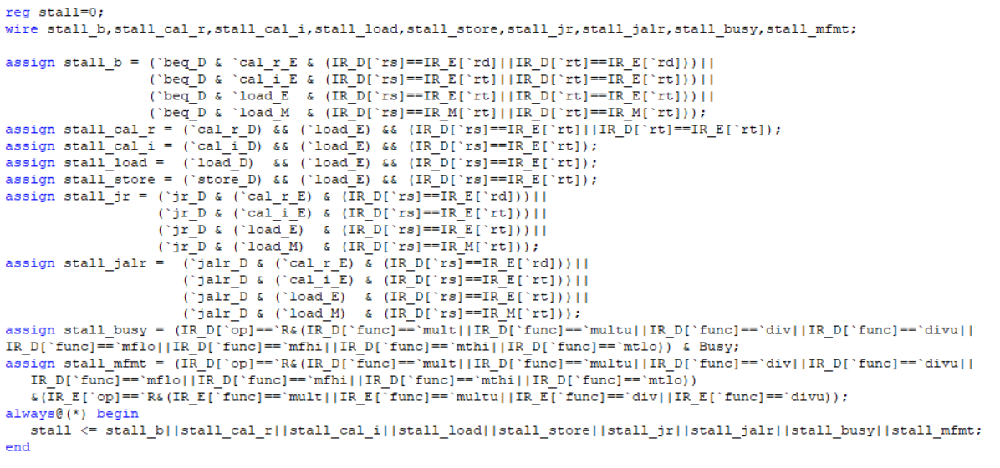 reg stall=0;
wire stall_b,stall_cal_r,stall_cal_i,stall_load,stall_store,stall_jr,stall_jalr,stall_busy,stall_mfmt;
assign stall_b = (`beq_D & `cal_r_E & (IR_D[`rs]==IR_E[`rd]||IR_D[`rt]==IR_E[`rd]))||
(`beq_D & `cal_i_E & (IR_D[`rs]==IR_E[`rt]||IR_D[`rt]==IR_E[`rt]))||
(`beq_D & `load_E  & (IR_D[`rs]==IR_E[`rt]||IR_D[`rt]==IR_E[`rt]))||
(`beq_D & `load_M  & (IR_D[`rs]==IR_M[`rt]||IR_D[`rt]==IR_M[`rt]));
assign stall_cal_r = (`cal_r_D) && (`load_E) && (IR_D[`rs]==IR_E[`rt]||IR_D[`rt]==IR_E[`rt]);
assign stall_cal_i = (`cal_i_D) && (`load_E) && (IR_D[`rs]==IR_E[`rt]);
assign stall_load =  (`load_D)  && (`load_E) && (IR_D[`rs]==IR_E[`rt]);
assign stall_store = (`store_D) && (`load_E) && (IR_D[`rs]==IR_E[`rt]);
assign stall_jr = (`jr_D & (`cal_r_E) & (IR_D[`rs]==IR_E[`rd]))||
(`jr_D & (`cal_i_E) & (IR_D[`rs]==IR_E[`rt]))||
(`jr_D & (`load_E)  & (IR_D[`rs]==IR_E[`rt]))||
(`jr_D & (`load_M)  & (IR_D[`rs]==IR_M[`rt]));
assign stall_jalr =  (`jalr_D & (`cal_r_E) & (IR_D[`rs]==IR_E[`rd]))||
(`jalr_D & (`cal_i_E) & (IR_D[`rs]==IR_E[`rt]))||
(`jalr_D & (`load_E)  & (IR_D[`rs]==IR_E[`rt]))||
(`jalr_D & (`load_M)  & (IR_D[`rs]==IR_M[`rt]));
assign stall_busy = (IR_D[`op]==`R&(IR_D[`func]==`mult||IR_D[`func]==`multu||IR_D[`func]==`div||IR_D[`func]==`divu||
IR_D[`func]==`mflo||IR_D[`func]==`mfhi||IR_D[`func]==`mthi||IR_D[`func]==`mtlo)) & Busy;
assign stall_mfmt = (IR_D[`op]==`R&(IR_D[`func]==`mult||IR_D[`func]==`multu||IR_D[`func]==`div||IR_D[`func]==`divu||
IR_D[`func]==`mflo||IR_D[`func]==`mfhi||IR_D[`func]==`mthi||IR_D[`func]==`mtlo))
&(IR_E[`op]==`R&(IR_E[`func]==`mult||IR_E[`func]==`multu||IR_E[`func]==`div||IR_E[`func]==`divu));
always@(*) begin
stall <= stall_b||stall_cal_r||stall_cal_i||stall_load||stall_store||stall_jr||stall_jalr||stall_busy||stall_mfmt;
end